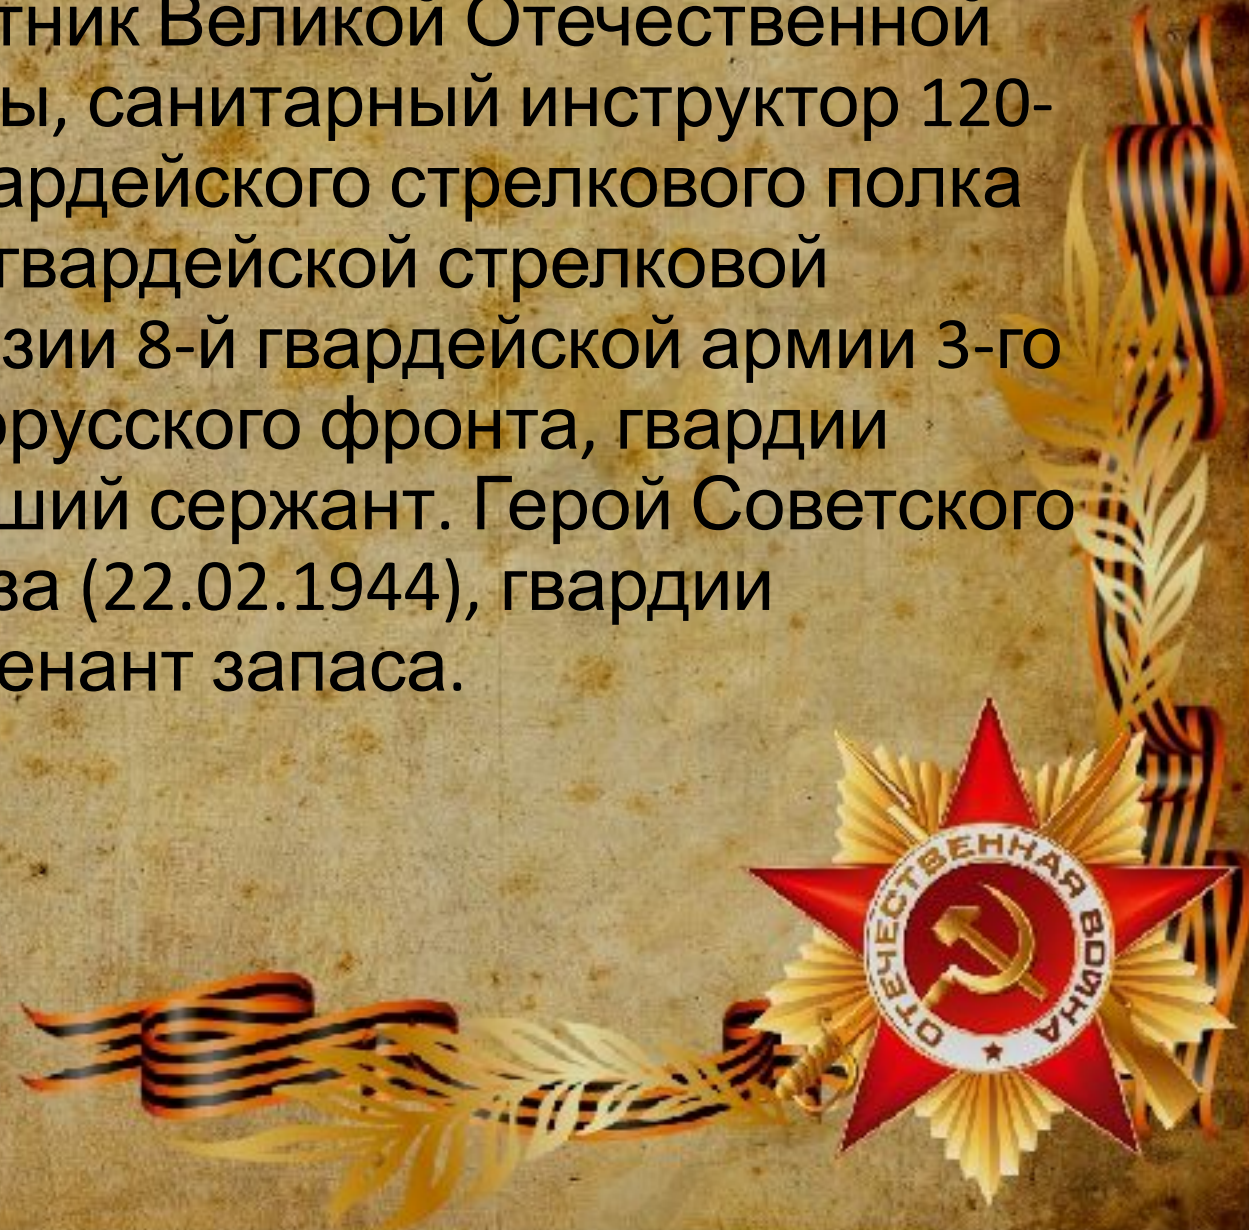 тник Великой Отечественной
ы, санитарный инструктор 120-
ардейского стрелкового полка
гвардейской стрелковой
зии 8-й гвардейской армии 3-го
орусского фронта, гвардии
ший сержант. Герой Советского
за (22.02.1944), гвардии
енант запаса.
ОТЕЧЕСТВЕННАЯ ВОЙНА